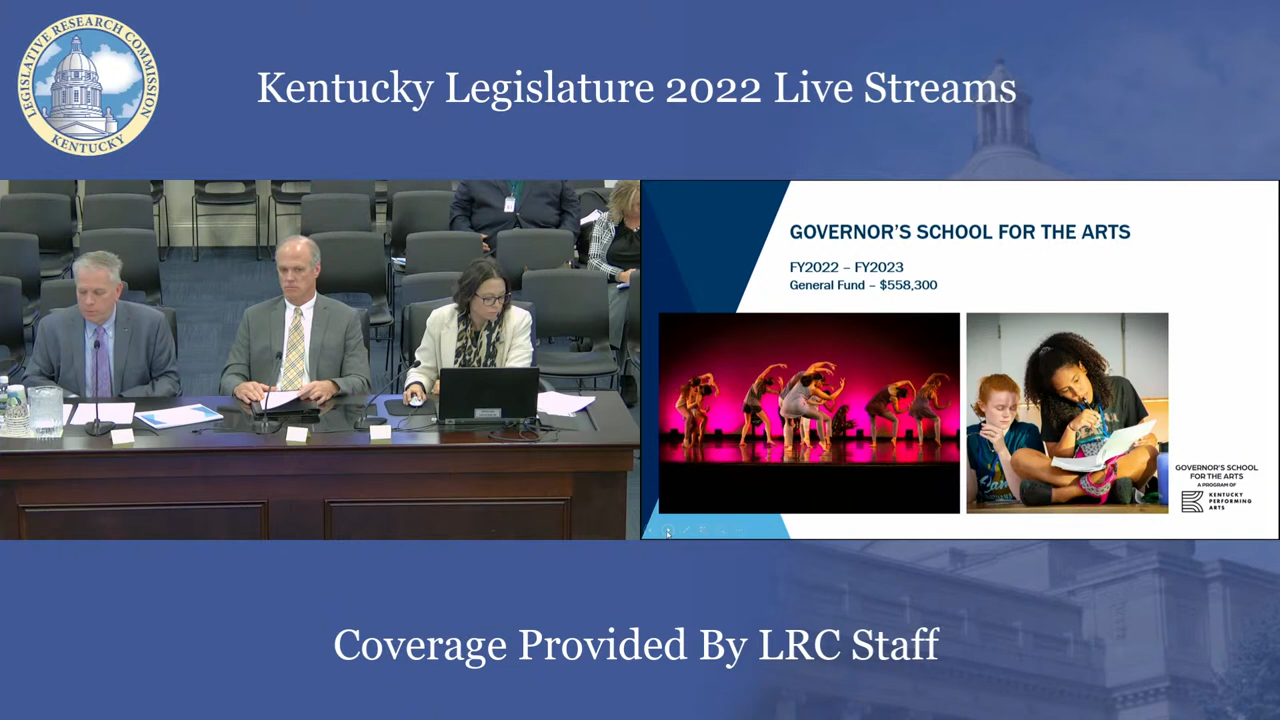 LEGISLATIVE RESEARCH COMMISSION
KENTUCKY
Kentucky Legislature 2022 Live Streams
GOVERNOR'S SCHOOL FOR THE ARTS
FY2022 – FY2023
General Fund – $558,300
GOVERNOR'S SCHOOL
FOR THE ARTS
A PROGRAM OF
KENTUCKY
PERFORMING
ARTS
Coverage Provided By LRC Staff